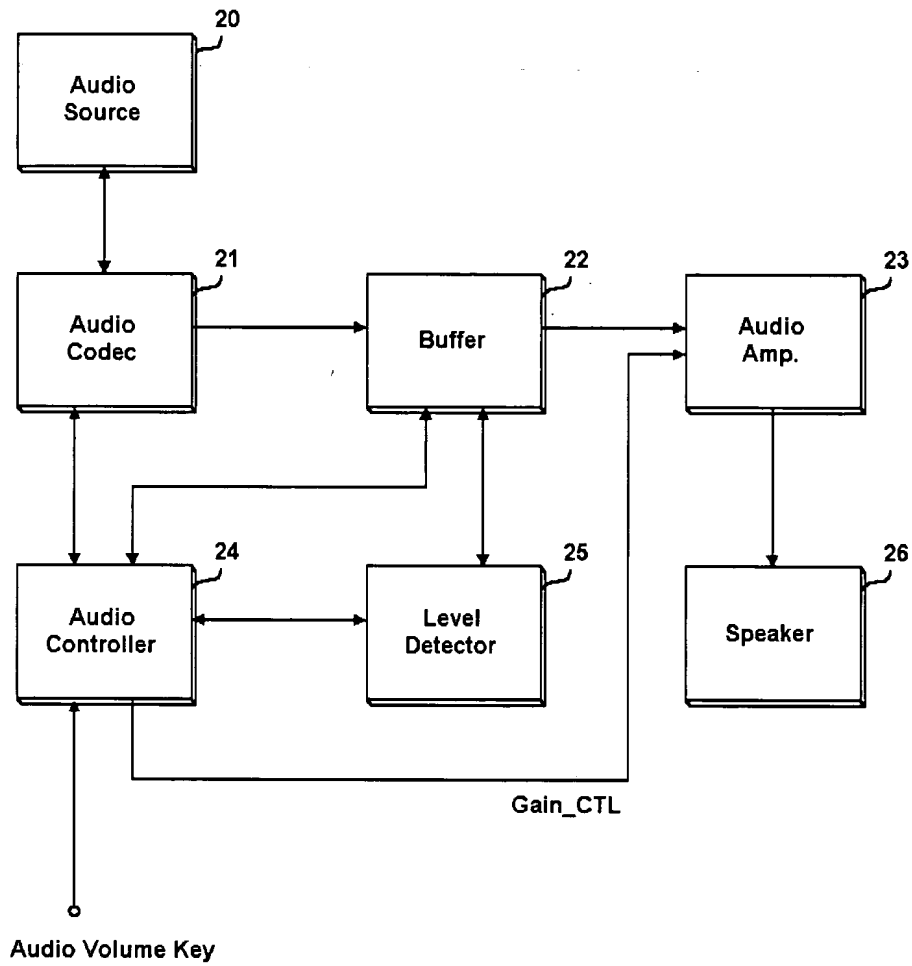 20
Audio
Source
21
Audio
Codec
22
Buffer
23
Audio
Amp.
24
Audio
Controller
25
Level
Detector
26
Speaker
Gain_CTL
Audio Volume Key